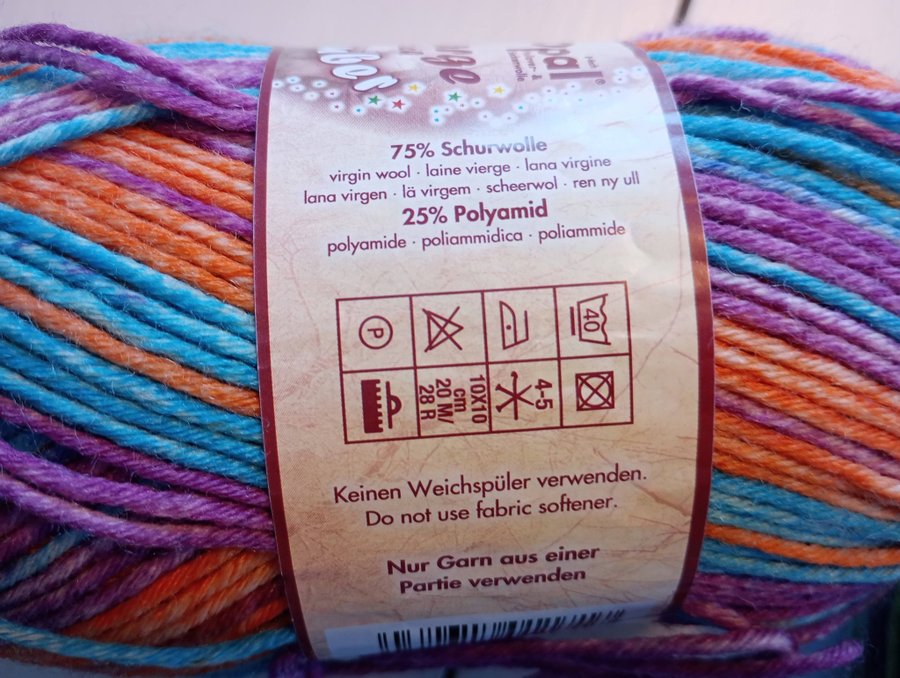 75% Schurwolle
virgin wool · laine vierge · lana virgine
lana virgen · lä virgem · scheerwol · ren ny ull
25% Polyamid
polyamide · poliammidica · poliammide
P
40
10X10
cm
20 M/
28 R
4-5
Keinen Weichspüler verwenden.
Do not use fabric softener.
Nur Garn aus einer
Partie verwenden